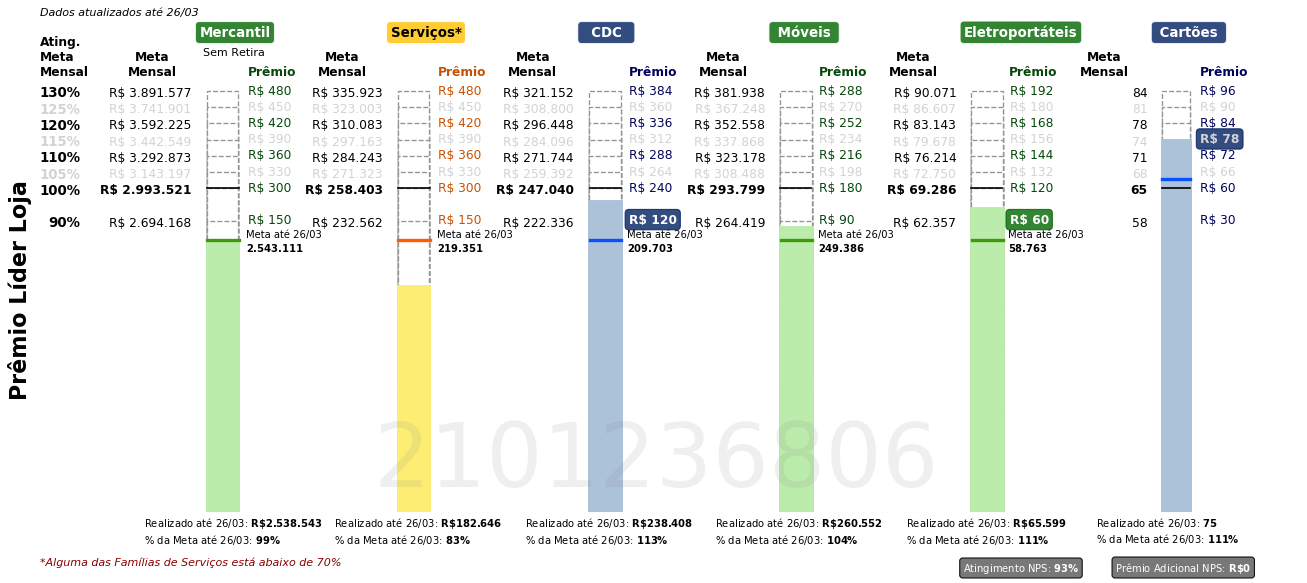 Dados atualizados até 26/03
Mercantil Serviços* CDC Móveis Eletroportáteis Cartões
Sem Retira
Ating. Meta Mensal
Meta Mensal Prêmio Meta Mensal Prêmio Meta Mensal Prêmio Meta Mensal Prêmio Meta Mensal Prêmio Meta Mensal Prêmio
130% R$ 3.891.577 R$ 480 R$ 335.923 R$ 480 R$ 321.152 R$ 384 R$ 381.938 R$ 288 R$ 90.071 R$ 192 84 R$ 96
125% R$ 3.741.901 R$ 450 R$ 323.003 R$ 450 R$ 308.800 R$ 360 R$ 367.248 R$ 270 R$ 86.607 R$ 180 81 R$ 90
120% R$ 3.592.225 R$ 420 R$ 310.083 R$ 420 R$ 296.448 R$ 336 R$ 352.558 R$ 252 R$ 83.143 R$ 168 78 R$ 84
115% R$ 3.442.549 R$ 390 R$ 297.163 R$ 390 R$ 284.096 R$ 312 R$ 337.868 R$ 234 R$ 79.678 R$ 156 74 R$ 78
110% R$ 3.292.873 R$ 360 R$ 284.243 R$ 360 R$ 271.744 R$ 288 R$ 323.178 R$ 216 R$ 76.214 R$ 144 71 R$ 72
105% R$ 3.143.197 R$ 330 R$ 271.323 R$ 330 R$ 259.392 R$ 264 R$ 308.488 R$ 198 R$ 72.750 R$ 132 68 R$ 66
100% R$ 2.993.521 R$ 300 R$ 258.403 R$ 300 R$ 247.040 R$ 240 R$ 293.799 R$ 180 R$ 69.286 R$ 120 65 R$ 60
90% R$ 2.694.168 R$ 150 R$ 232.562 R$ 150 R$ 222.336 R$ 120 R$ 264.419 R$ 90 R$ 62.357 R$ 60 58 R$ 30
Meta até 26/03 Meta até 26/03 Meta até 26/03 Meta até 26/03 Meta até 26/03
2.543.111 219.351 209.703 249.386 58.763
Prêmio Líder Loja
2101236806
Realizado até 26/03: R$2.538.543 Realizado até 26/03: R$182.646 Realizado até 26/03: R$238.408 Realizado até 26/03: R$260.552 Realizado até 26/03: R$65.599 Realizado até 26/03: 75
% da Meta até 26/03: 99% % da Meta até 26/03: 83% % da Meta até 26/03: 113% % da Meta até 26/03: 104% % da Meta até 26/03: 111% % da Meta até 26/03: 111%
*Alguma das Famílias de Serviços está abaixo de 70%
Atingimento NPS: 93% Prêmio Adicional NPS: R$0